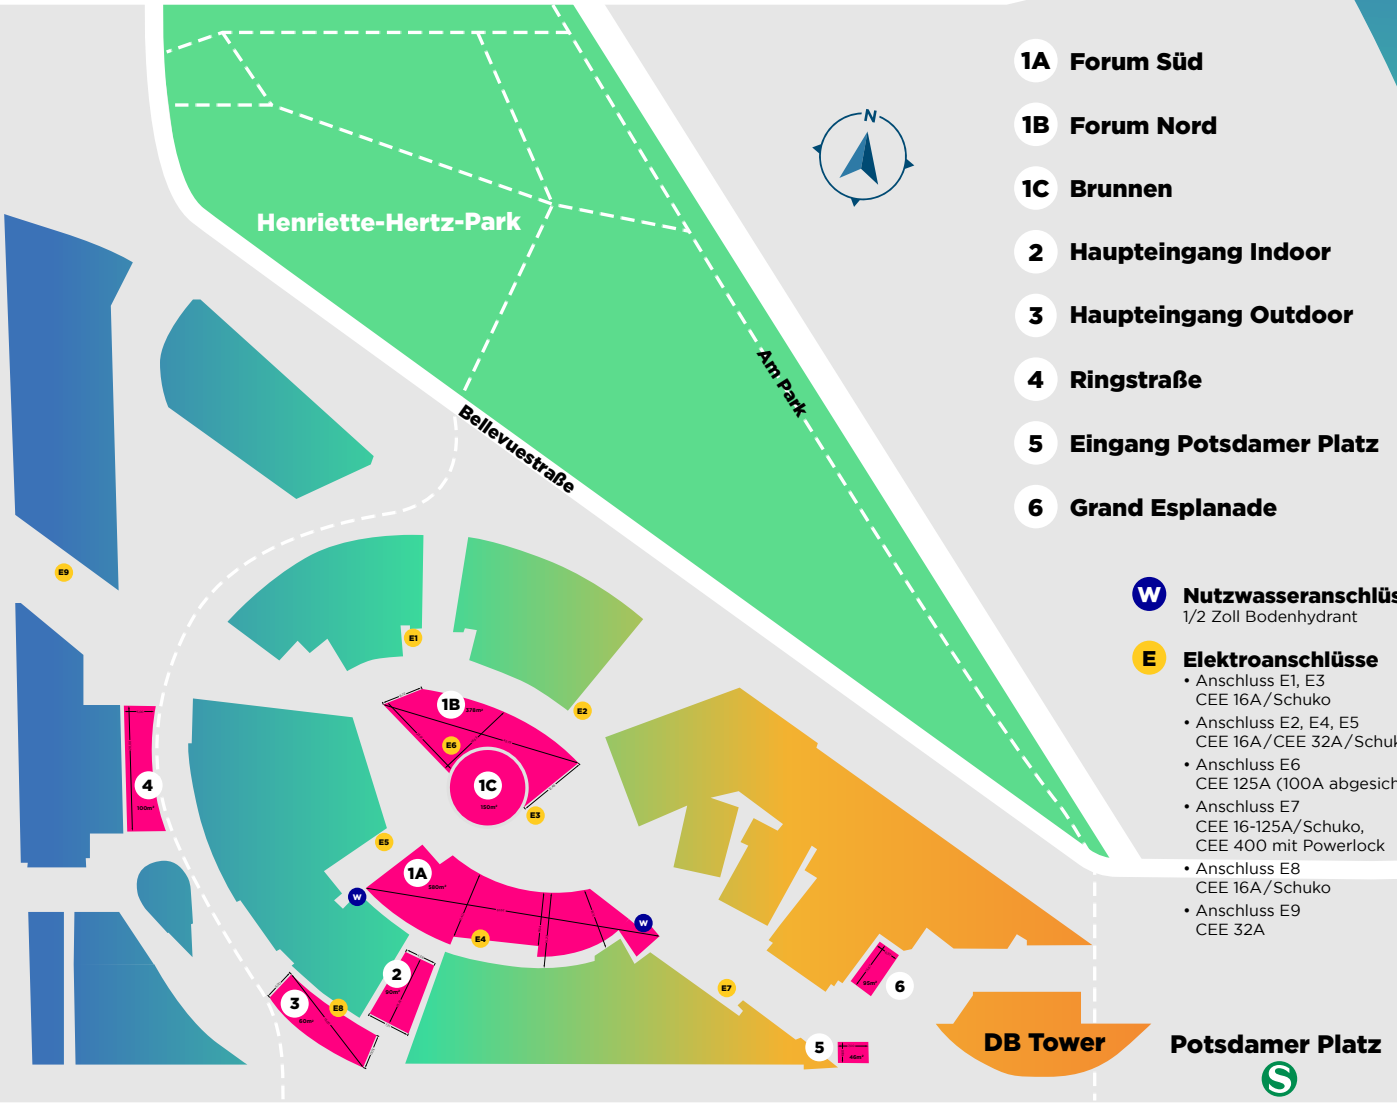 N
1A Forum Süd
1B Forum Nord
1C Brunnen
2 Haupteingang Indoor
3 Haupteingang Outdoor
4 Ringstraße
5 Eingang Potsdamer Platz
6 Grand Esplanade
W Nutzwasseranschlüs
1/2 Zoll Bodenhydrant
E Elektroanschlüsse
• Anschluss E1, E3
CEE 16A/Schuko
• Anschluss E2, E4, E5
CEE 16A/CEE 32A/Schuk
• Anschluss E6
CEE 125A (100A abgesich
• Anschluss E7
CEE 16-125A/Schuko,
CEE 400 mit Powerlock
• Anschluss E8
CEE 16A/Schuko
• Anschluss E9
CEE 32A
Henriette-Hertz-Park
Am Park
Bellevuestraße
E9
E1
E2
1B
E6
1C
E3
4
100m²
E5
1A
W
W
E4
2
3
E8
E7
6
5
DB Tower
Potsdamer Platz
S